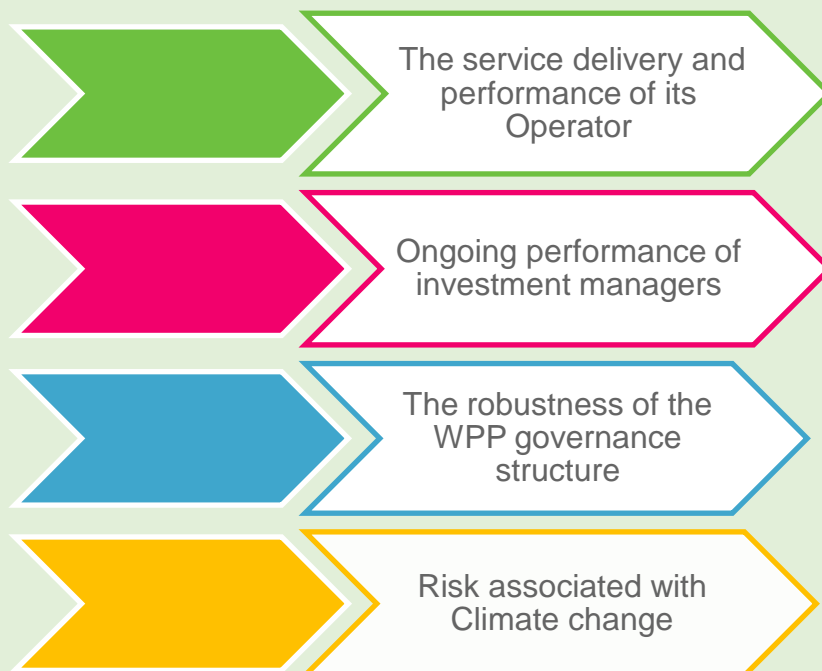 The service delivery and
performance of its
Operator
Ongoing performance of
investment managers
The robustness of the
WPP governance
structure
Risk associated with
Climate change